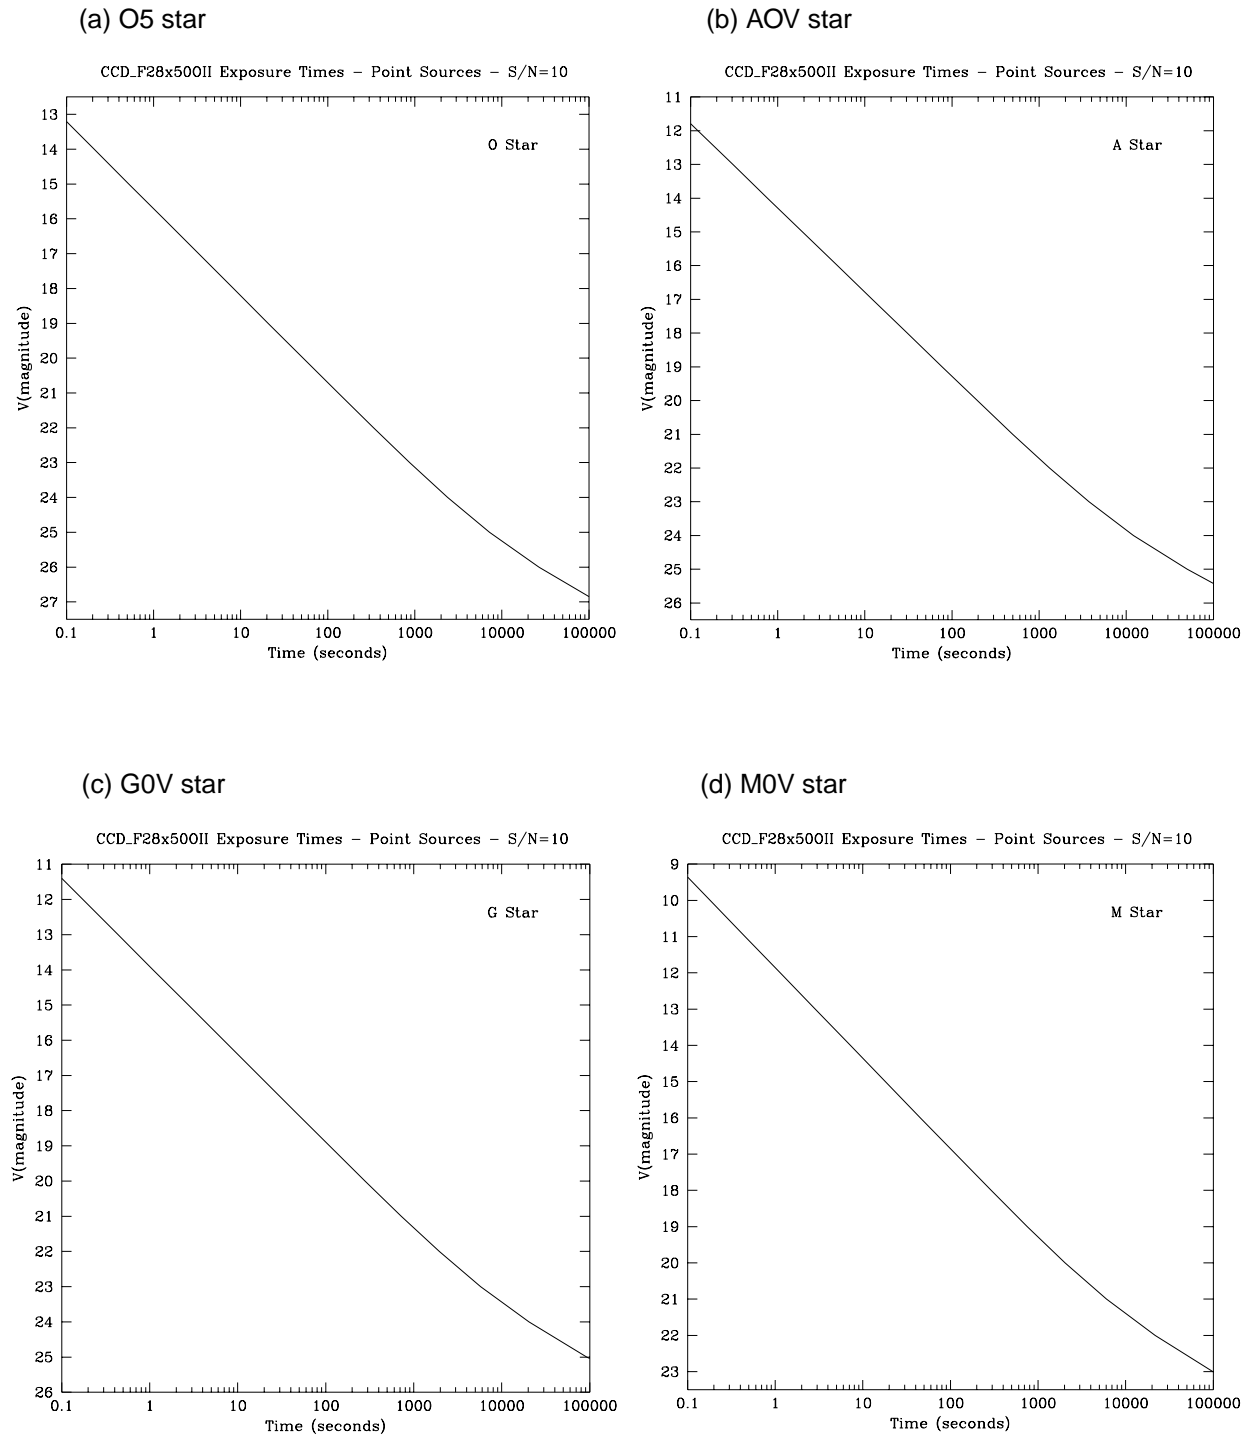 (a) O5 star
(b) AOV star
CCD_F28x50OII Exposure Times – Point Sources – S/N=10
13
14
15
16
17
18
19
20
21
22
23
24
25
26
27
V(magnitude)
O Star
0.1 1 10 100 1000 10000 100000
Time (seconds)
CCD_F28x50OII Exposure Times – Point Sources – S/N=10
11
12
13
14
15
16
17
18
19
20
21
22
23
24
25
26
V(magnitude)
A Star
0.1 1 10 100 1000 10000 100000
Time (seconds)
(c) G0V star
(d) M0V star
CCD_F28x50OII Exposure Times – Point Sources – S/N=10
11
12
13
14
15
16
17
18
19
20
21
22
23
24
25
26
V(magnitude)
G Star
0.1 1 10 100 1000 10000 100000
Time (seconds)
CCD_F28x50OII Exposure Times – Point Sources – S/N=10
9
10
11
12
13
14
15
16
17
18
19
20
21
22
23
V(magnitude)
M Star
0.1 1 10 100 1000 10000 100000
Time (seconds)